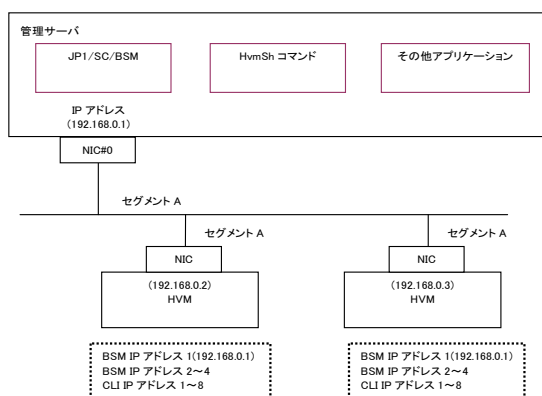 管理サーバ
JP1/SC/BSM
HvmSh コマンド
その他アプリケーション
IP アドレス
(192.168.0.1)
NIC#0
セグメント A
セグメント A
セグメント A
NIC
NIC
(192.168.0.2)
HVM
(192.168.0.3)
HVM
BSM IP アドレス 1(192.168.0.1)
BSM IP アドレス 2～4
CLI IP アドレス 1～8
BSM IP アドレス 1(192.168.0.1)
BSM IP アドレス 2～4
CLI IP アドレス 1～8